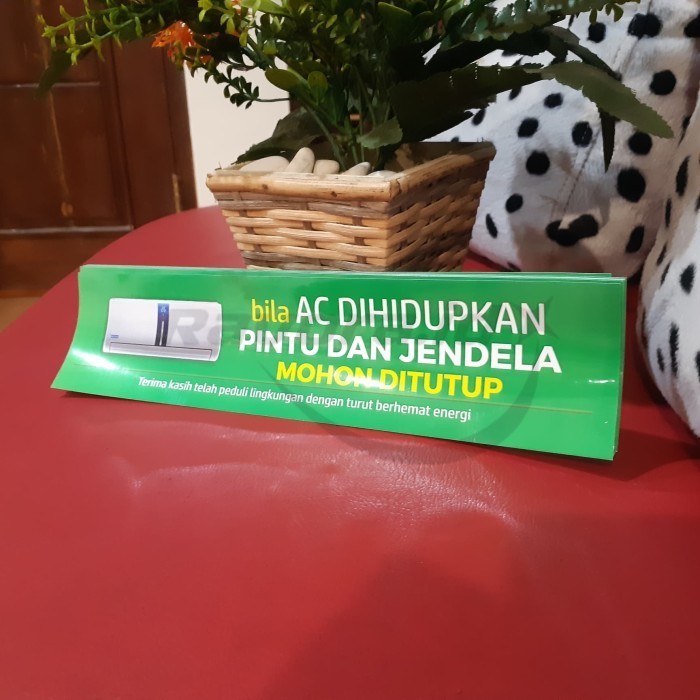 bila AC DIHIDUPKAN
PINTU DAN JENDELA
MOHON DITUTUP
Terima kasih telah peduli lingkungan dengan turut berhemat energi